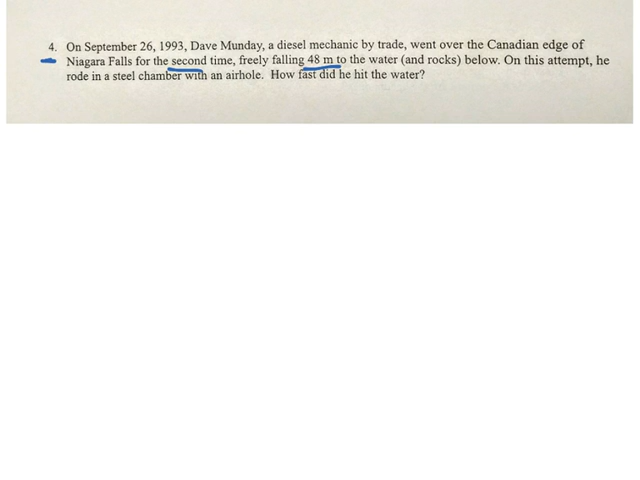 4. On September 26, 1993, Dave Munday, a diesel mechanic by trade, went over the Canadian edge of
Niagara Falls for the second time, freely falling 48 m to the water (and rocks) below. On this attempt, he
rode in a steel chamber with an airhole. How fast did he hit the water?